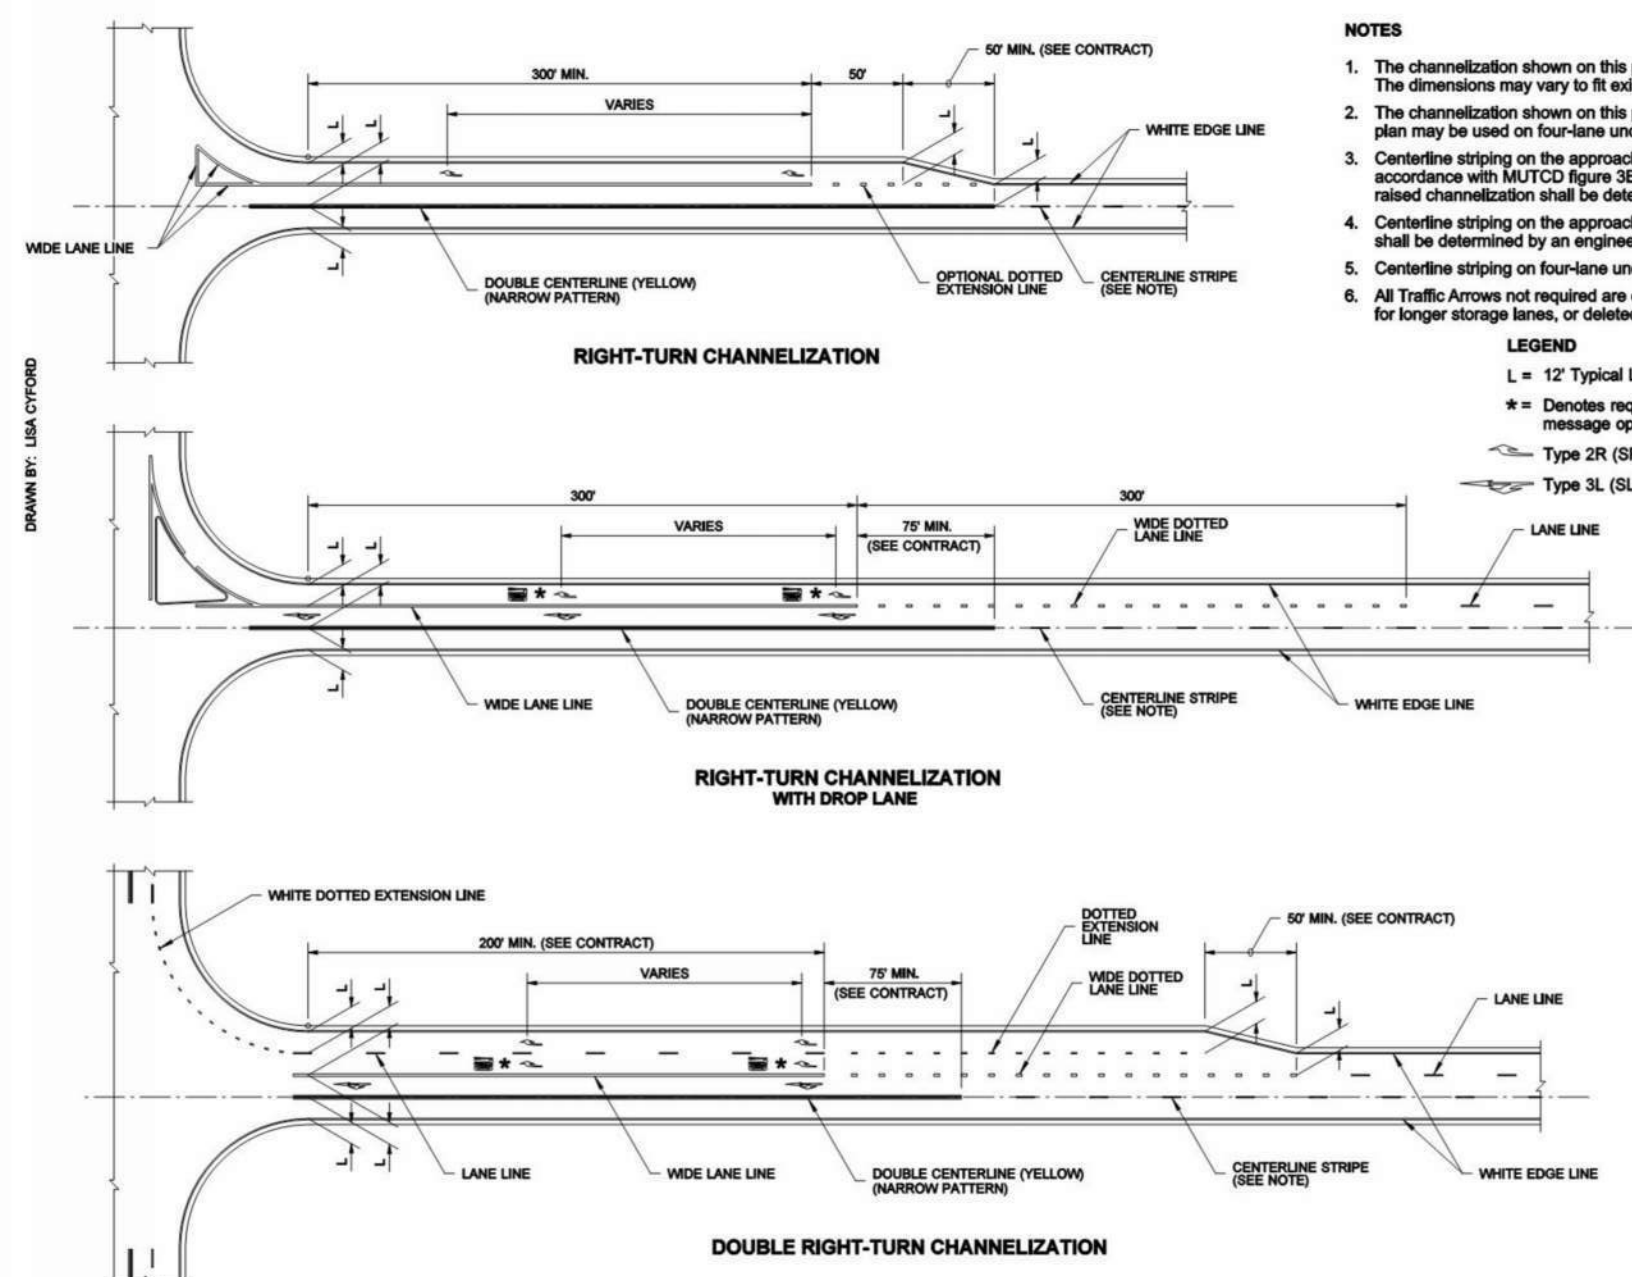 50' MIN. (SEE CONTRACT)
300' MIN.
50'
VARIES
L
L
L
L
WHITE EDGE LINE
WIDE LANE LINE
L
DOUBLE CENTERLINE (YELLOW)
(NARROW PATTERN)
OPTIONAL DOTTED
EXTENSION LINE
CENTERLINE STRIPE
(SEE NOTE)
RIGHT-TURN CHANNELIZATION
NOTES
1. The channelization shown on this
The dimensions may vary to fit exi
2. The channelization shown on this
plan may be used on four-lane und
3. Centerline striping on the approach
accordance with MUTCD figure 3B
raised channelization shall be dete
4. Centerline striping on the approach
shall be determined by an enginee
5. Centerline striping on four-lane und
6. All Traffic Arrows not required are
for longer storage lanes, or deleted
LEGEND
L = 12' Typical L
* = Denotes req
message op
Type 2R (S
Type 3L (SL
DRAWN BY: LISA CYFORD
300'
300'
VARIES
75' MIN.
(SEE CONTRACT)
WIDE DOTTED
LANE LINE
LANE LINE
L
L
*
*
L
WIDE LANE LINE
DOUBLE CENTERLINE (YELLOW)
(NARROW PATTERN)
CENTERLINE STRIPE
(SEE NOTE)
WHITE EDGE LINE
RIGHT-TURN CHANNELIZATION
WITH DROP LANE
WHITE DOTTED EXTENSION LINE
200' MIN. (SEE CONTRACT)
VARIES
75' MIN.
(SEE CONTRACT)
DOTTED
EXTENSION
LINE
WIDE DOTTED
LANE LINE
50' MIN. (SEE CONTRACT)
LANE LINE
L
L
L
L
*
*
L
L
LANE LINE
WIDE LANE LINE
DOUBLE CENTERLINE (YELLOW)
(NARROW PATTERN)
CENTERLINE STRIPE
(SEE NOTE)
WHITE EDGE LINE
DOUBLE RIGHT-TURN CHANNELIZATION